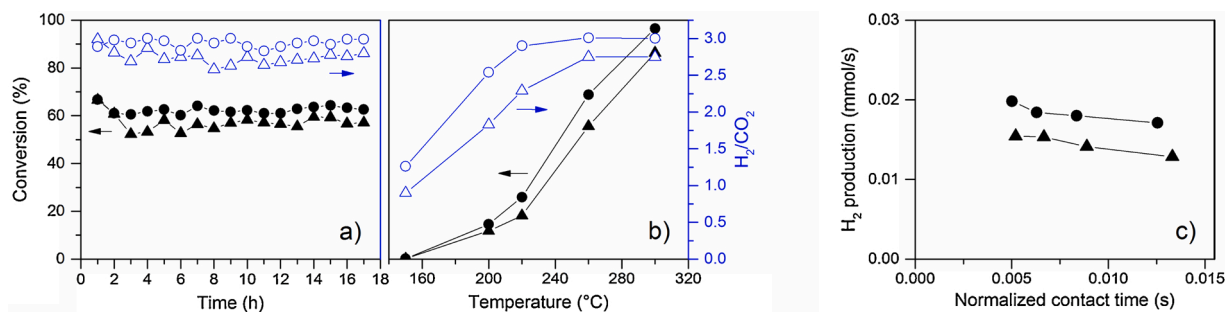 100
80
60
40
20
0
Conversion (%)
a)
0 2 4 6 8 10 12 14 16 18
Time (h)
b)
160 200 240 280 320
Temperature (°C)
3.0
2.5
2.0
1.5
1.0
0.5
0.0
H₂/CO₂
0.03
0.02
0.01
0.00
H₂ production (mmol/s)
c)
0.000 0.005 0.010 0.015
Normalized contact time (s)